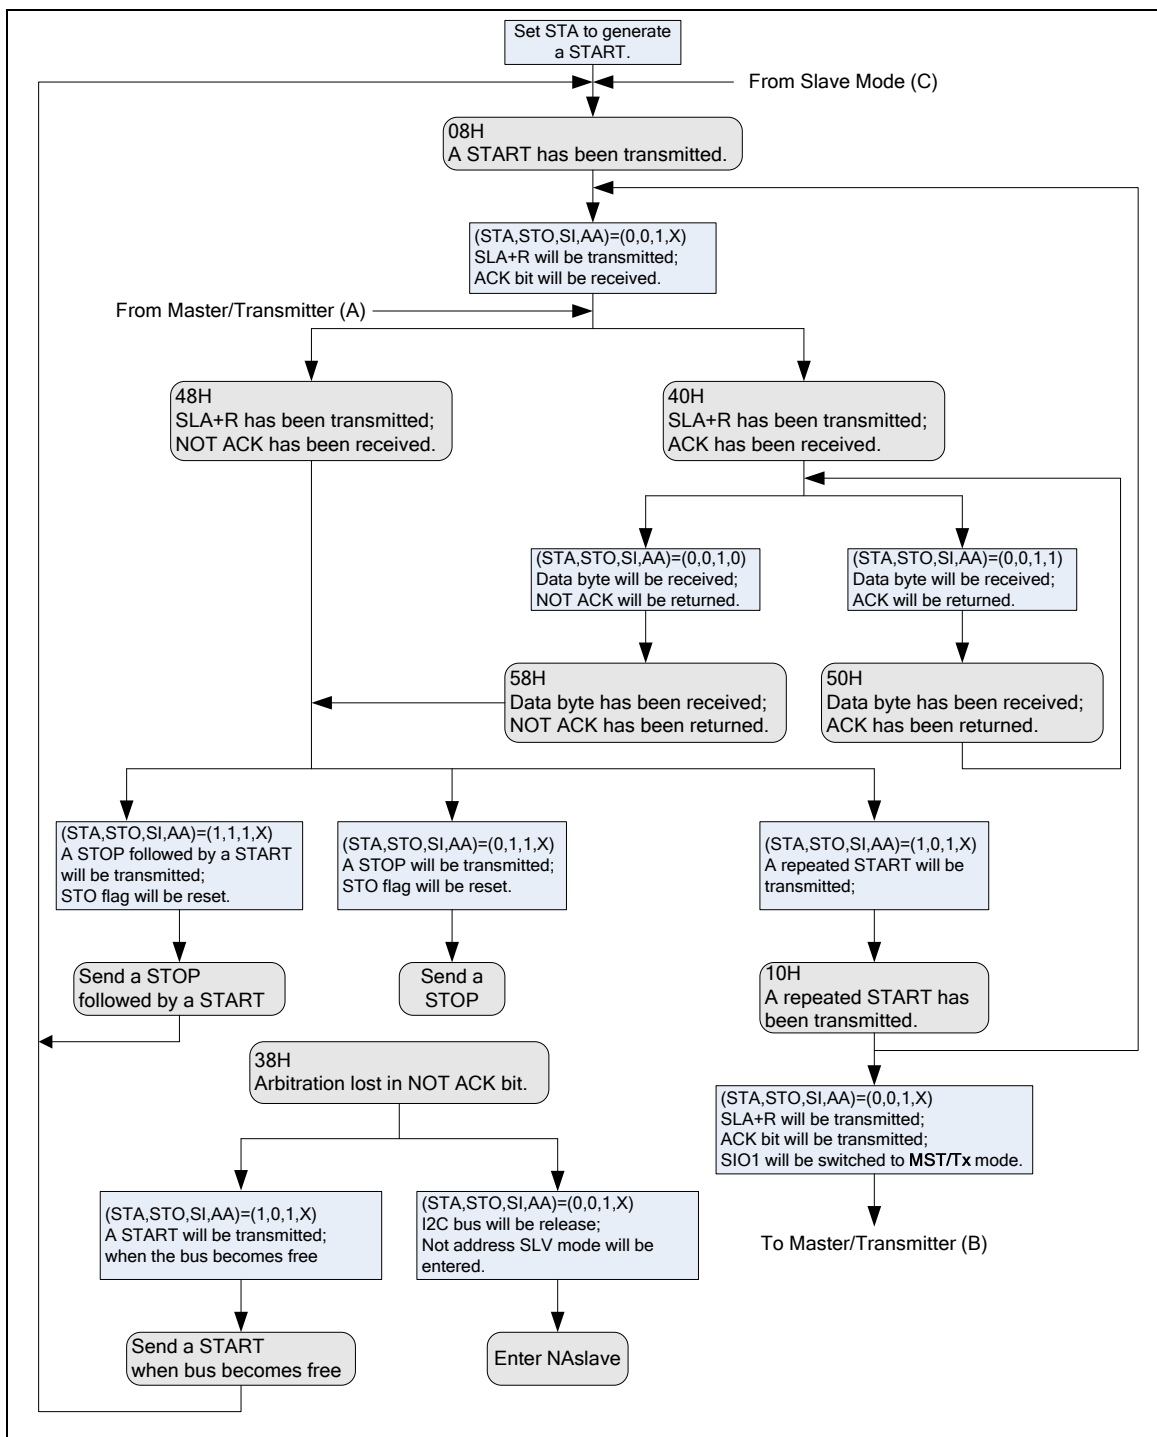 Set STA to generate
a START.
From Slave Mode (C)
08H
A START has been transmitted.
(STA,STO,SI,AA)=(0,0,1,X)
SLA+R will be transmitted;
ACK bit will be received.
From Master/Transmitter (A)
48H
SLA+R has been transmitted;
NOT ACK has been received.
40H
SLA+R has been transmitted;
ACK has been received.
(STA,STO,SI,AA)=(0,0,1,0)
Data byte will be received;
NOT ACK will be returned.
(STA,STO,SI,AA)=(0,0,1,1)
Data byte will be received;
ACK will be returned.
58H
Data byte has been received;
NOT ACK has been returned.
50H
Data byte has been received;
ACK has been returned.
(STA,STO,SI,AA)=(1,1,1,X)
A STOP followed by a START
will be transmitted;
STO flag will be reset.
(STA,STO,SI,AA)=(0,1,1,X)
A STOP will be transmitted;
STO flag will be reset.
(STA,STO,SI,AA)=(1,0,1,X)
A repeated START will be
transmitted;
Send a STOP
followed by a START
Send a
STOP
10H
A repeated START has
been transmitted.
38H
Arbitration lost in NOT ACK bit.
(STA,STO,SI,AA)=(0,0,1,X)
SLA+R will be transmitted;
ACK bit will be transmitted;
SIO1 will be switched to MST/Tx mode.
(STA,STO,SI,AA)=(1,0,1,X)
A START will be transmitted;
when the bus becomes free
(STA,STO,SI,AA)=(0,0,1,X)
I2C bus will be release;
Not address SLV mode will be
entered.
To Master/Transmitter (B)
Send a START
when bus becomes free
Enter NAslave